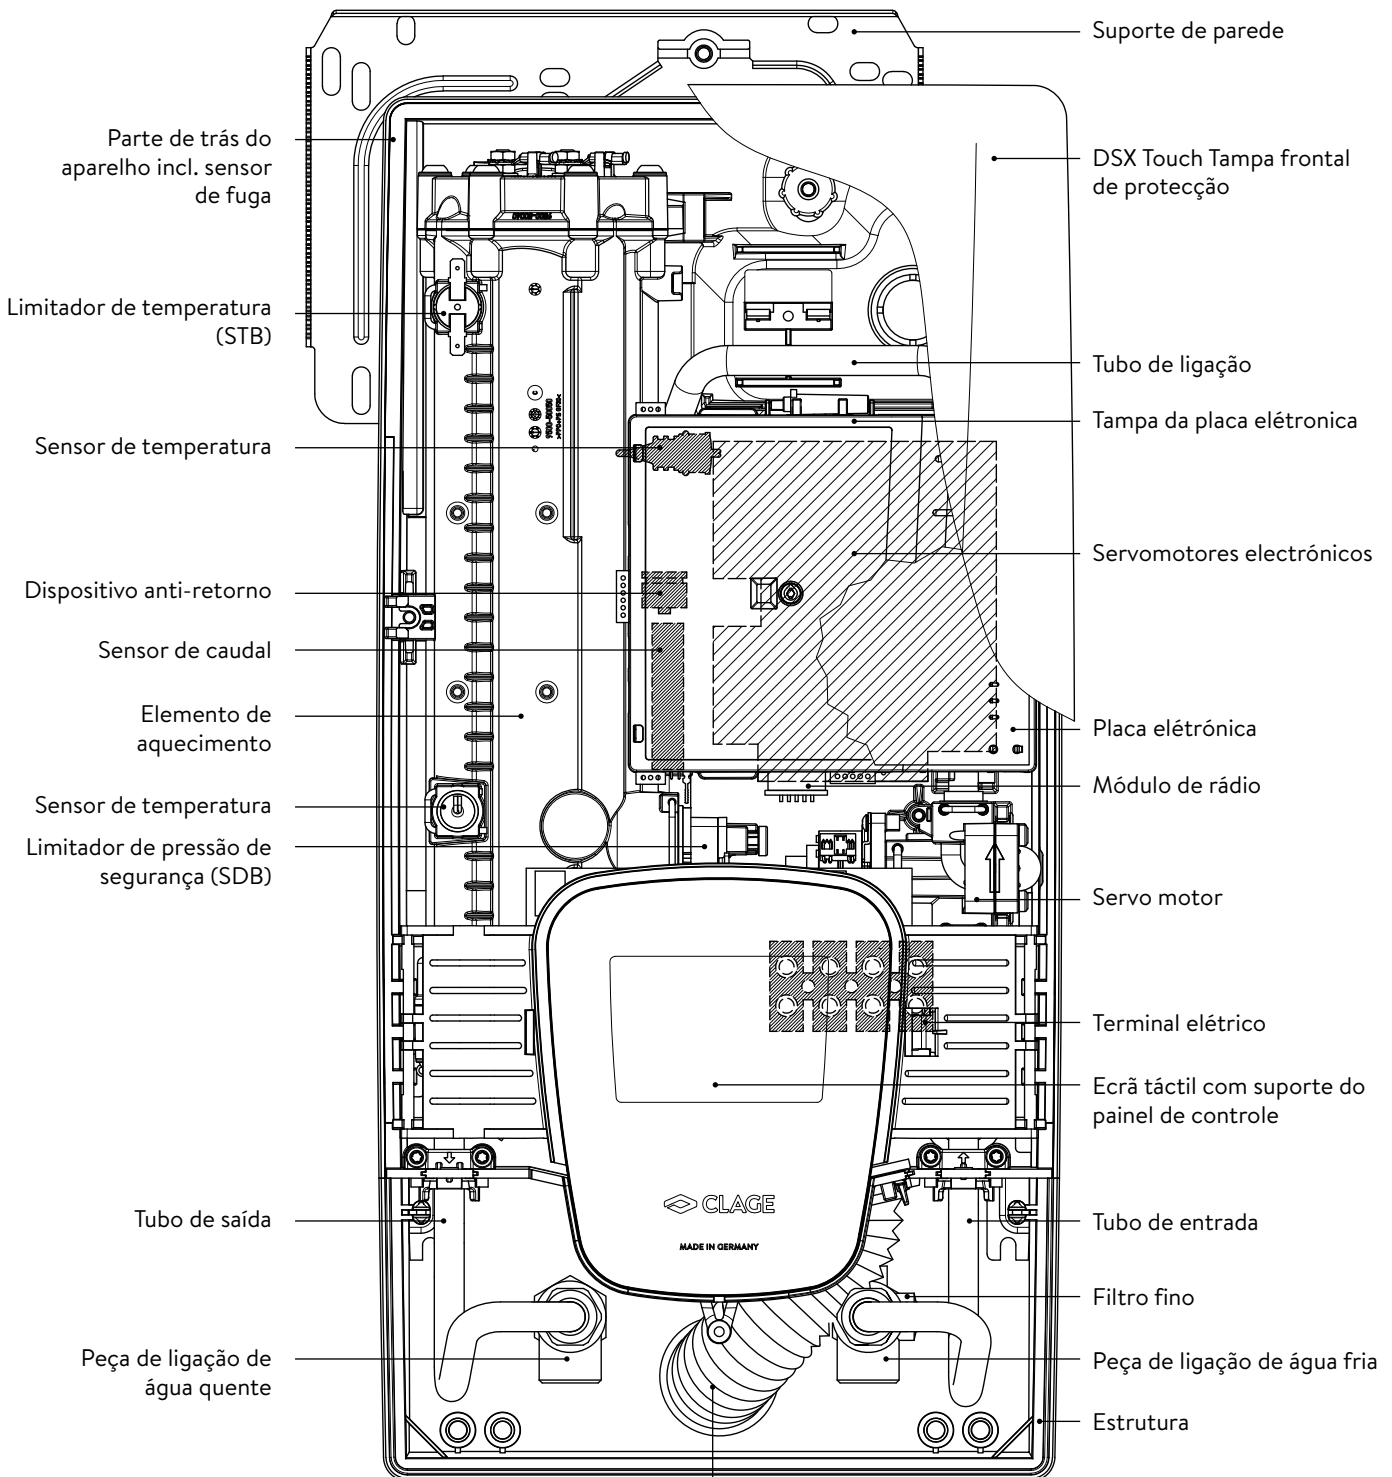 Suporte de parede
Parte de trás do
aparelho incl. sensor
de fuga
DSX Touch Tampa frontal
de protecção
Limitador de temperatura
(STB)
Tubo de ligação
Tampa da placa elétronica
Sensor de temperatura
Servomotores electrónicos
Dispositivo anti-retorno
Sensor de caudal
Elemento de
aquecimento
Placa elétrónica
Módulo de rádio
Sensor de temperatura
Limitador de pressão de
segurança (SDB)
Servo motor
Terminal elétrico
Ecrã táctil com suporte do
painel de controle
CLAGE
MADE IN GERMANY
Tubo de saída
Tubo de entrada
Filtro fino
Peça de ligação de
água quente
Peça de ligação de água fria
Estrutura